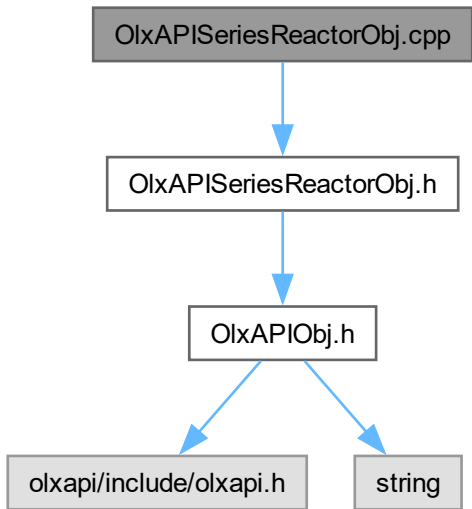 OlxAPISeriesReactorObj.cpp
OlxAPISeriesReactorObj.h
OlxAPIObj.h
olxapi/include/olxapi.h
string